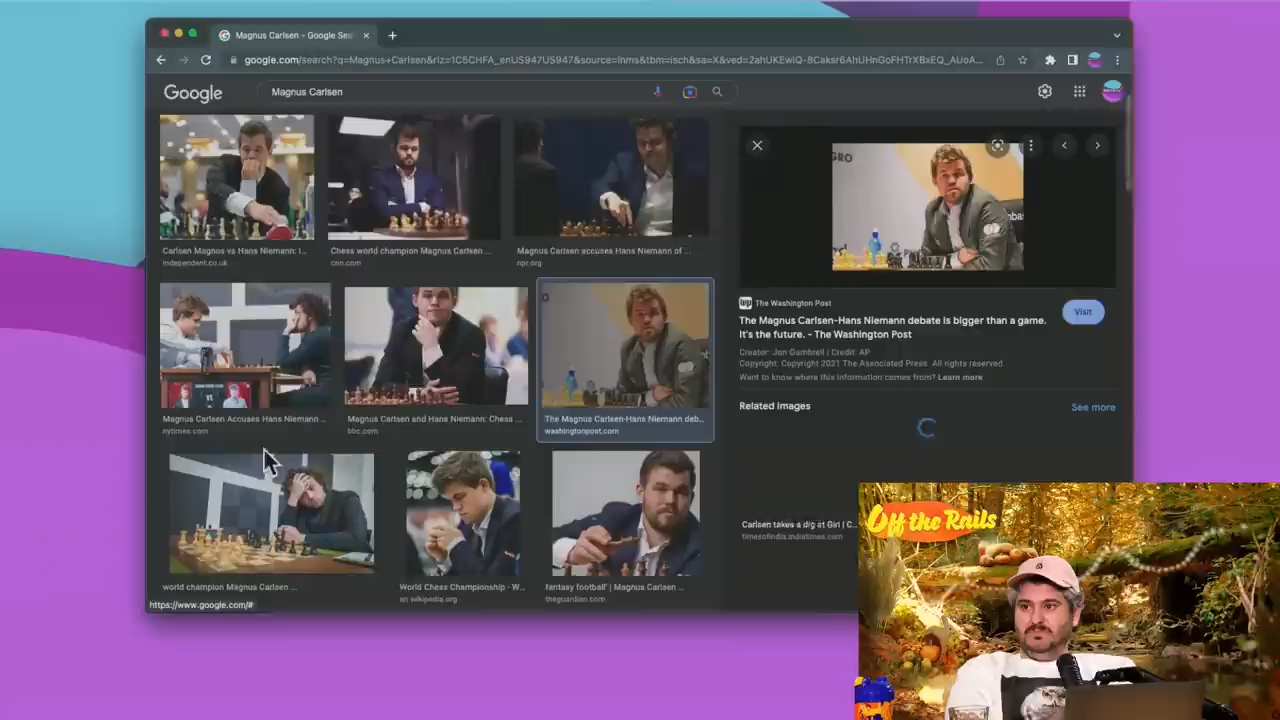 Magnus Carlsen - Google Sea
google.com/search?q=Magnus+Carlsen&rlz=1C5CHFA_enUS947US947&source=lnms&tbm=isch&sa=X&ved=2ahUKEwiQ-8Caksr6AhUHnGoFHTrXBxEQ_AUoA...
Google
Magnus Carlsen
GRO
Carlsen Magnus vs Hans Niemann: I...
independent.co.uk
Chess world champion Magnus Carlsen ...
cnn.com
Magnus Carlsen accuses Hans Niemann of ...
npr.org
wp The Washington Post
Visit
The Magnus Carlsen-Hans Niemann debate is bigger than a game.
It's the future. - The Washington Post
Creator: Jon Gumbrell | Credit: AP
Copyright: Copyright 2021 The Associated Press. All rights reserved
Want to know where this information comes from? Learn more
Related images
See more
Magnus Carlsen Accuses Hans Niemann ...
nytimes.com
Magnus Carlsen and Hans Niemann: Chess ...
bbc.com
The Magnus Carlsen-Hans Niemann deb...
washingtonpost.com
Carlsen takes a dig at Giri | C...
timesofindia.indiatimes.com
world champion Magnus Carlsen ...
World Chess Championship - W...
en.wikipedia.org
fantasy football' | Magnus Carlsen ...
theguardian.com
https://www.google.com/#
Off the Rails